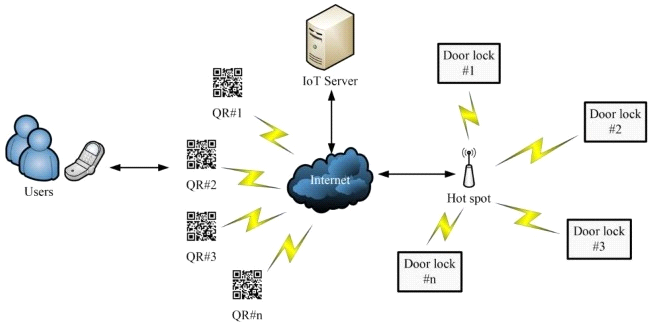 IoT Server
Door lock
#1
QR#1
Door lock
#2
Users
QR#2
Internet
Hot spot
QR#3
Door lock
#3
Door lock
#n
QR#n